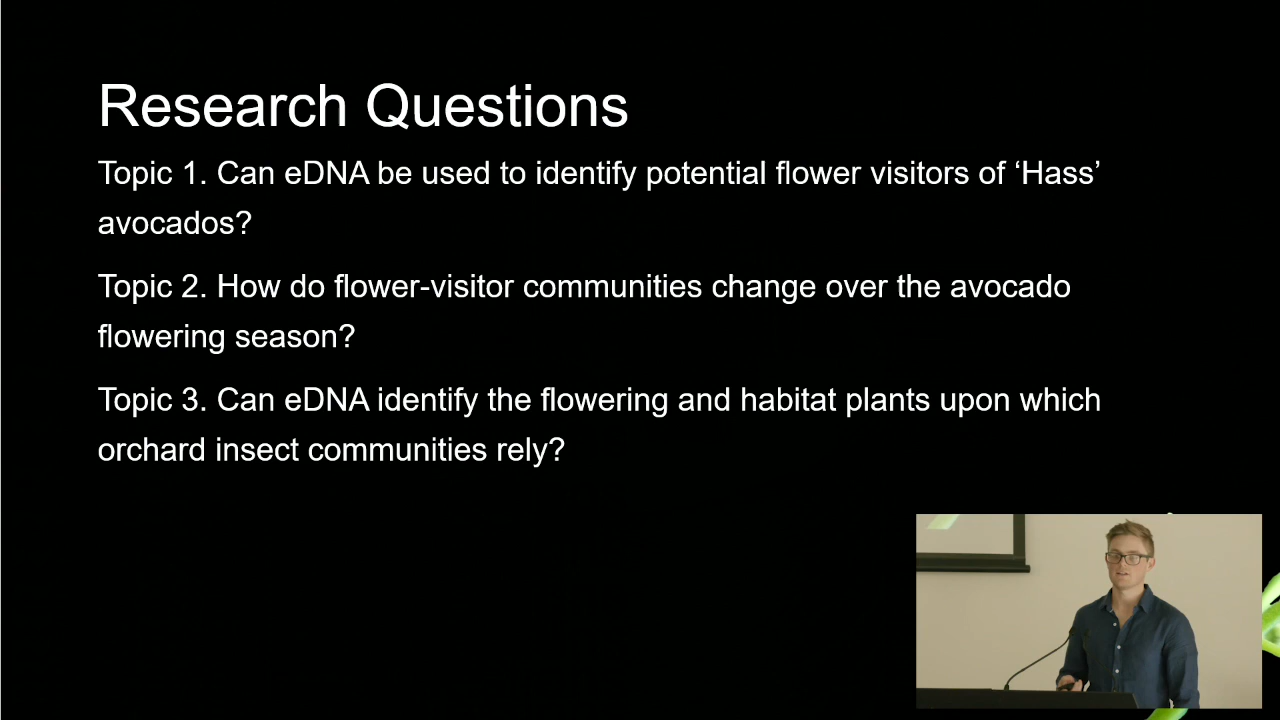 Research Questions
Topic 1. Can eDNA be used to identify potential flower visitors of ‘Hass’
avocados?
Topic 2. How do flower-visitor communities change over the avocado
flowering season?
Topic 3. Can eDNA identify the flowering and habitat plants upon which
orchard insect communities rely?